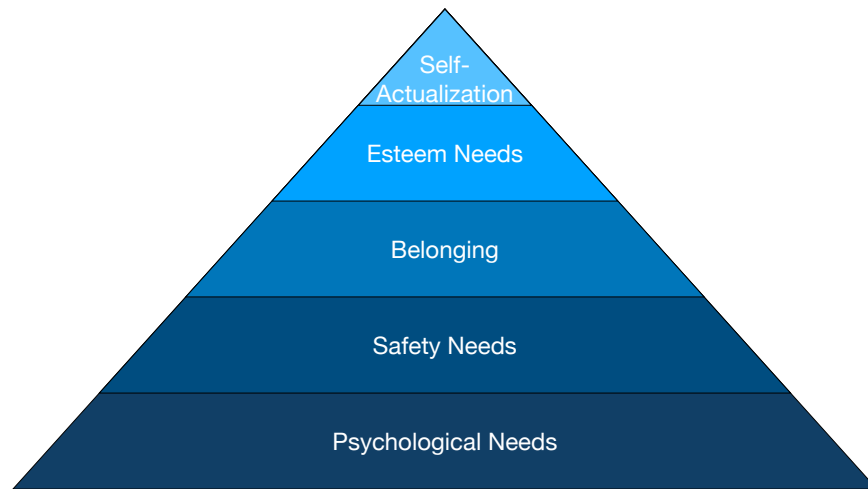 Self-
Actualization
Esteem Needs
Belonging
Safety Needs
Psychological Needs